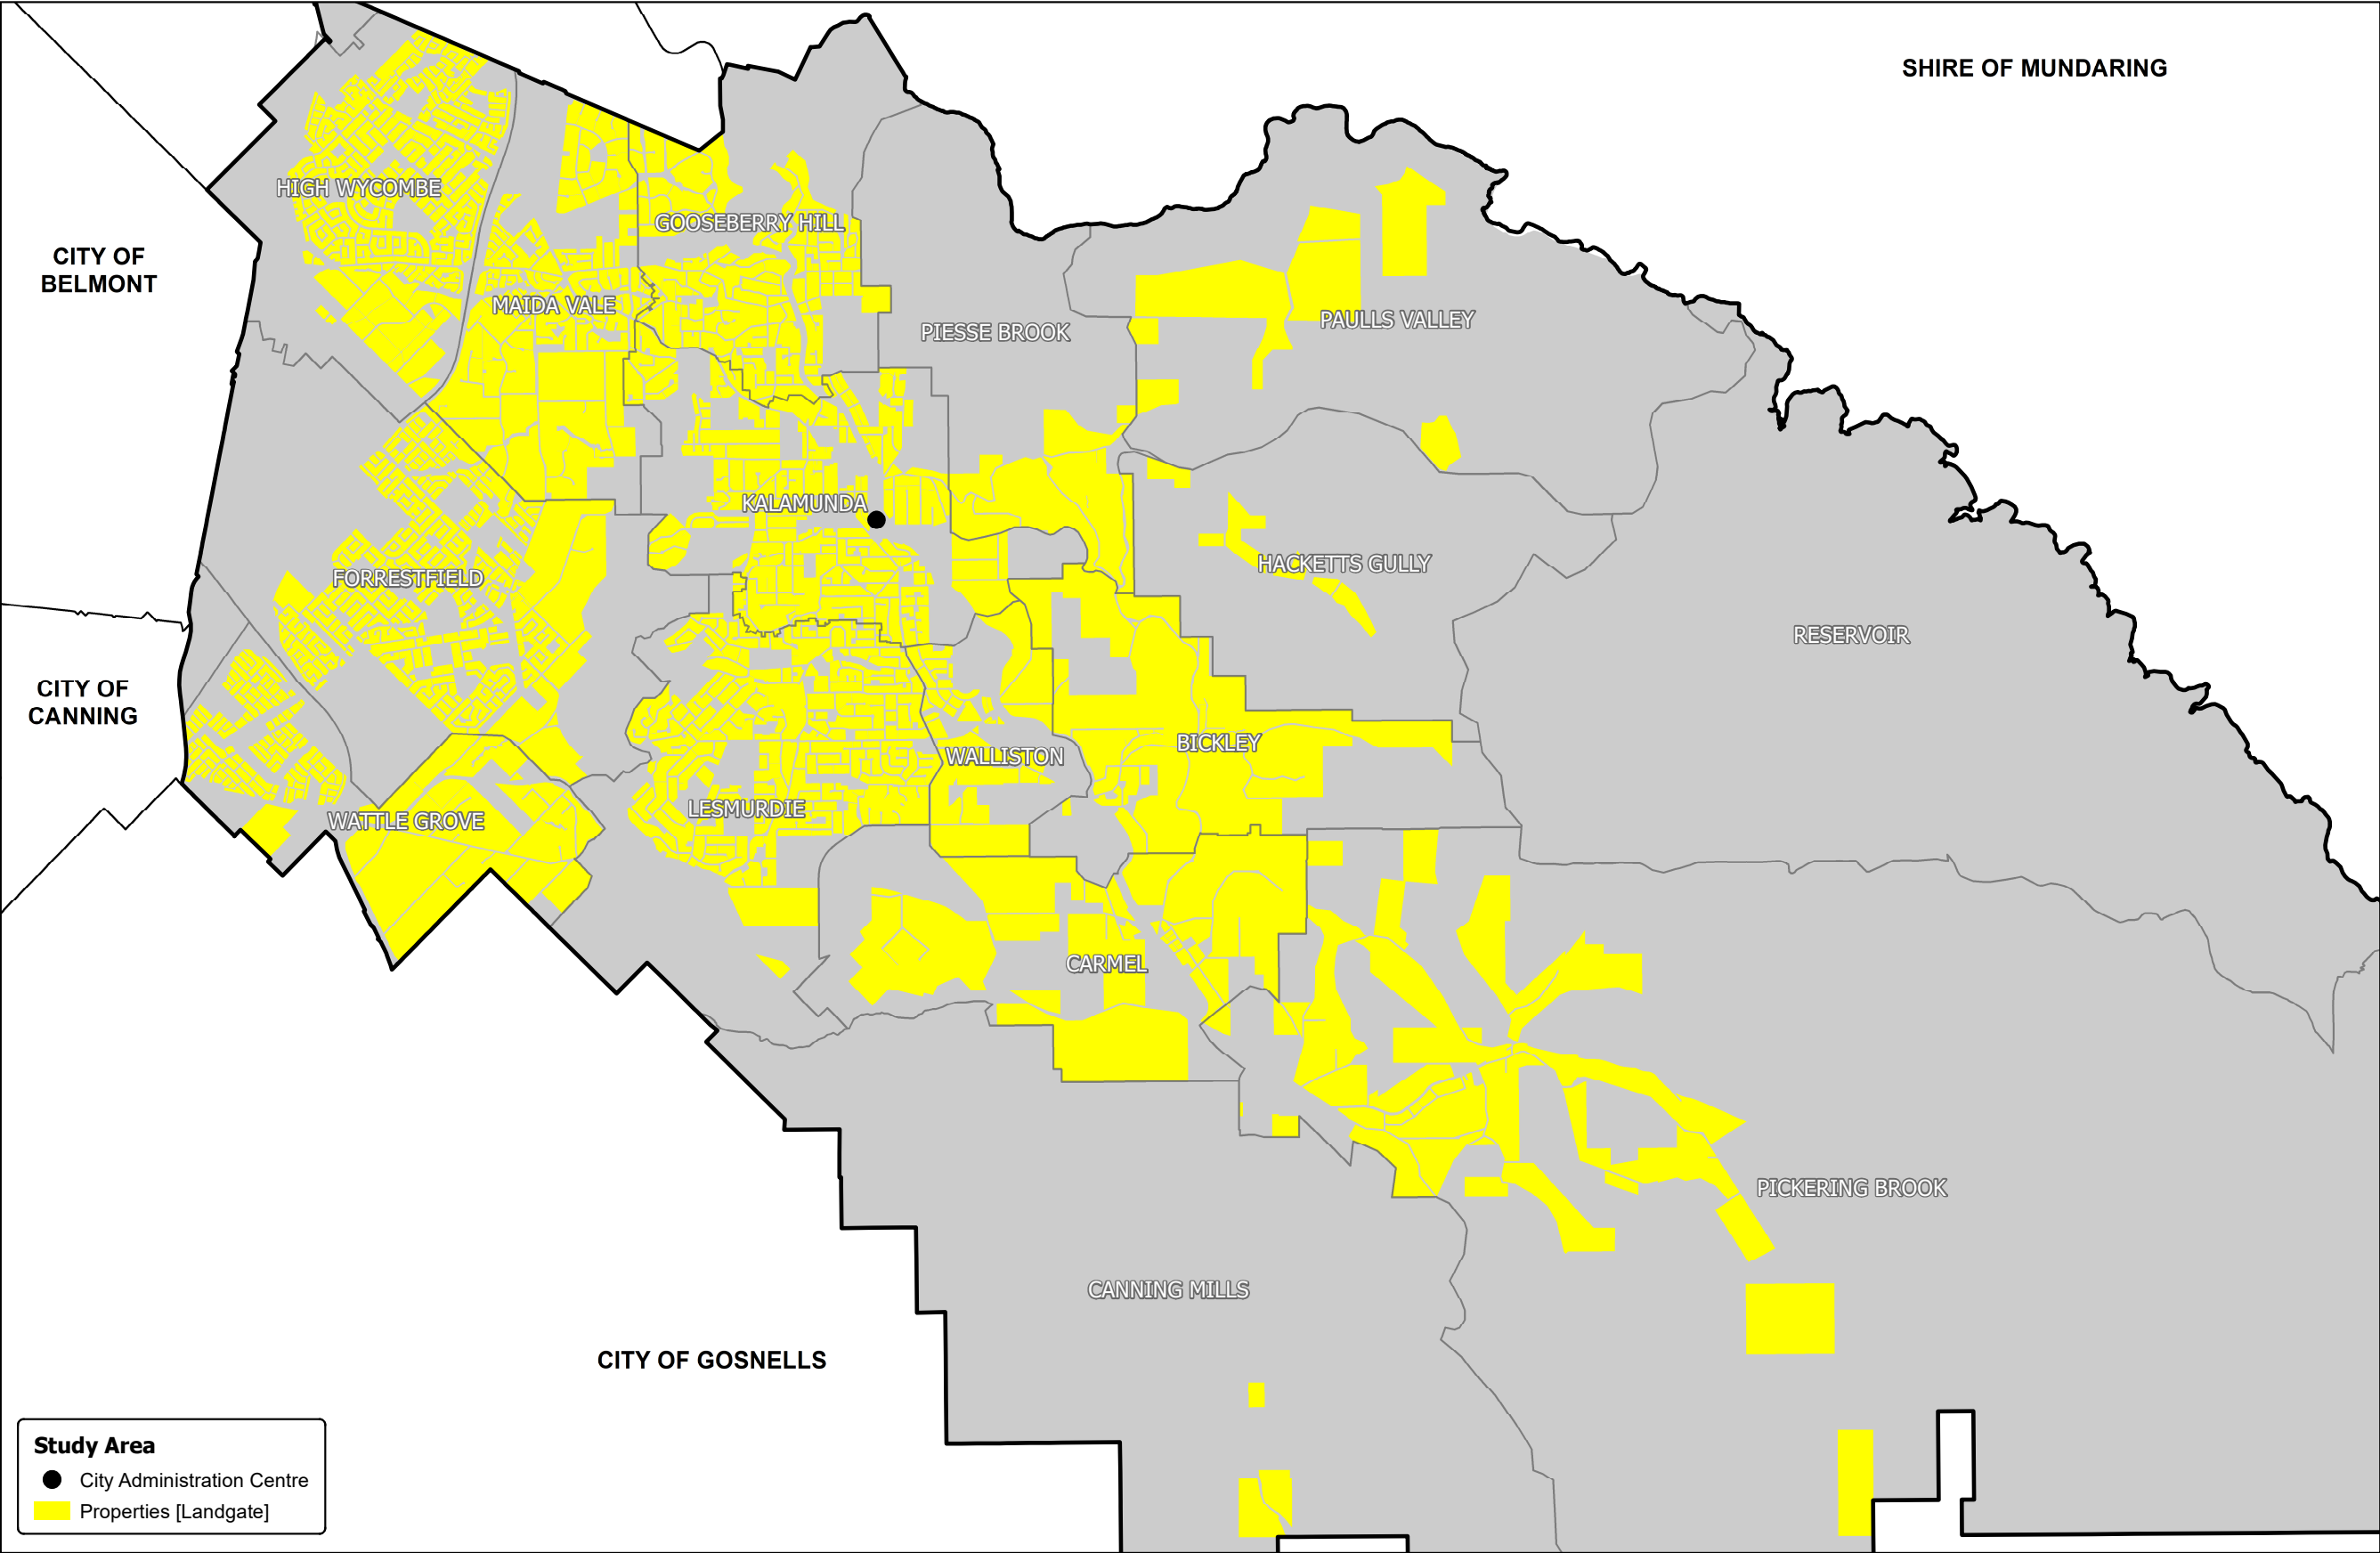 SHIRE OF MUNDARING
HIGH WYCOMBE
GOOSEBERRY HILL
CITY OF
BELMONT
MAIDA VALE
PAULLS VALLEY
PIESSE BROOK
KALAMUNDA
HACKETTS GULLY
FORRESTFIELD
RESERVOIR
CITY OF
CANNING
BICKLEY
WALLISTON
LESMURDIE
WATTLE GROVE
CARMEL
PICKERING BROOK
CANNING MILLS
CITY OF GOSNELLS
Study Area
City Administration Centre
Properties [Landgate]